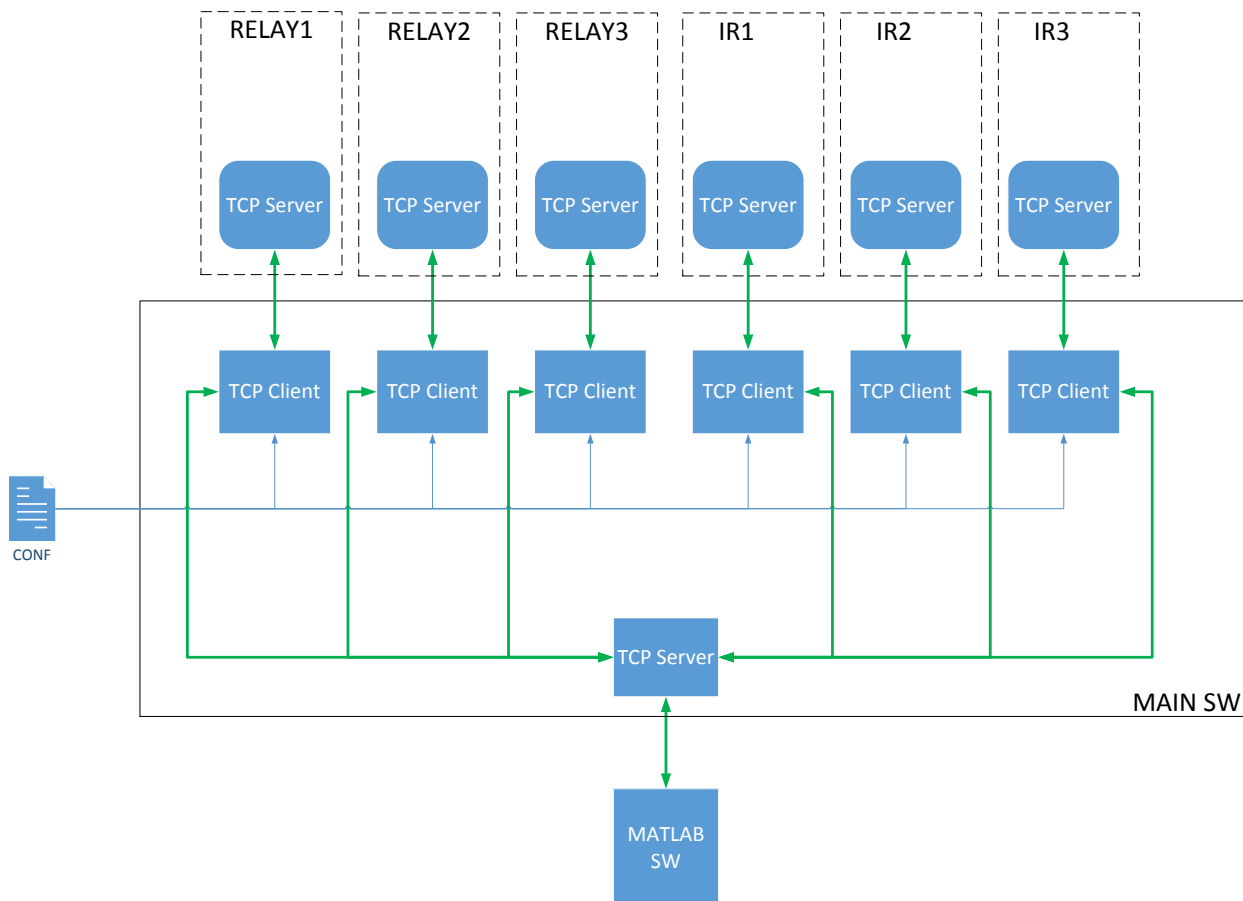 RELAY1
RELAY2
RELAY3
IR1
IR2
IR3
TCP Server
TCP Server
TCP Server
TCP Server
TCP Server
TCP Server
TCP Client
TCP Client
TCP Client
TCP Client
TCP Client
TCP Client
CONF
TCP Server
MAIN SW
MATLAB
SW